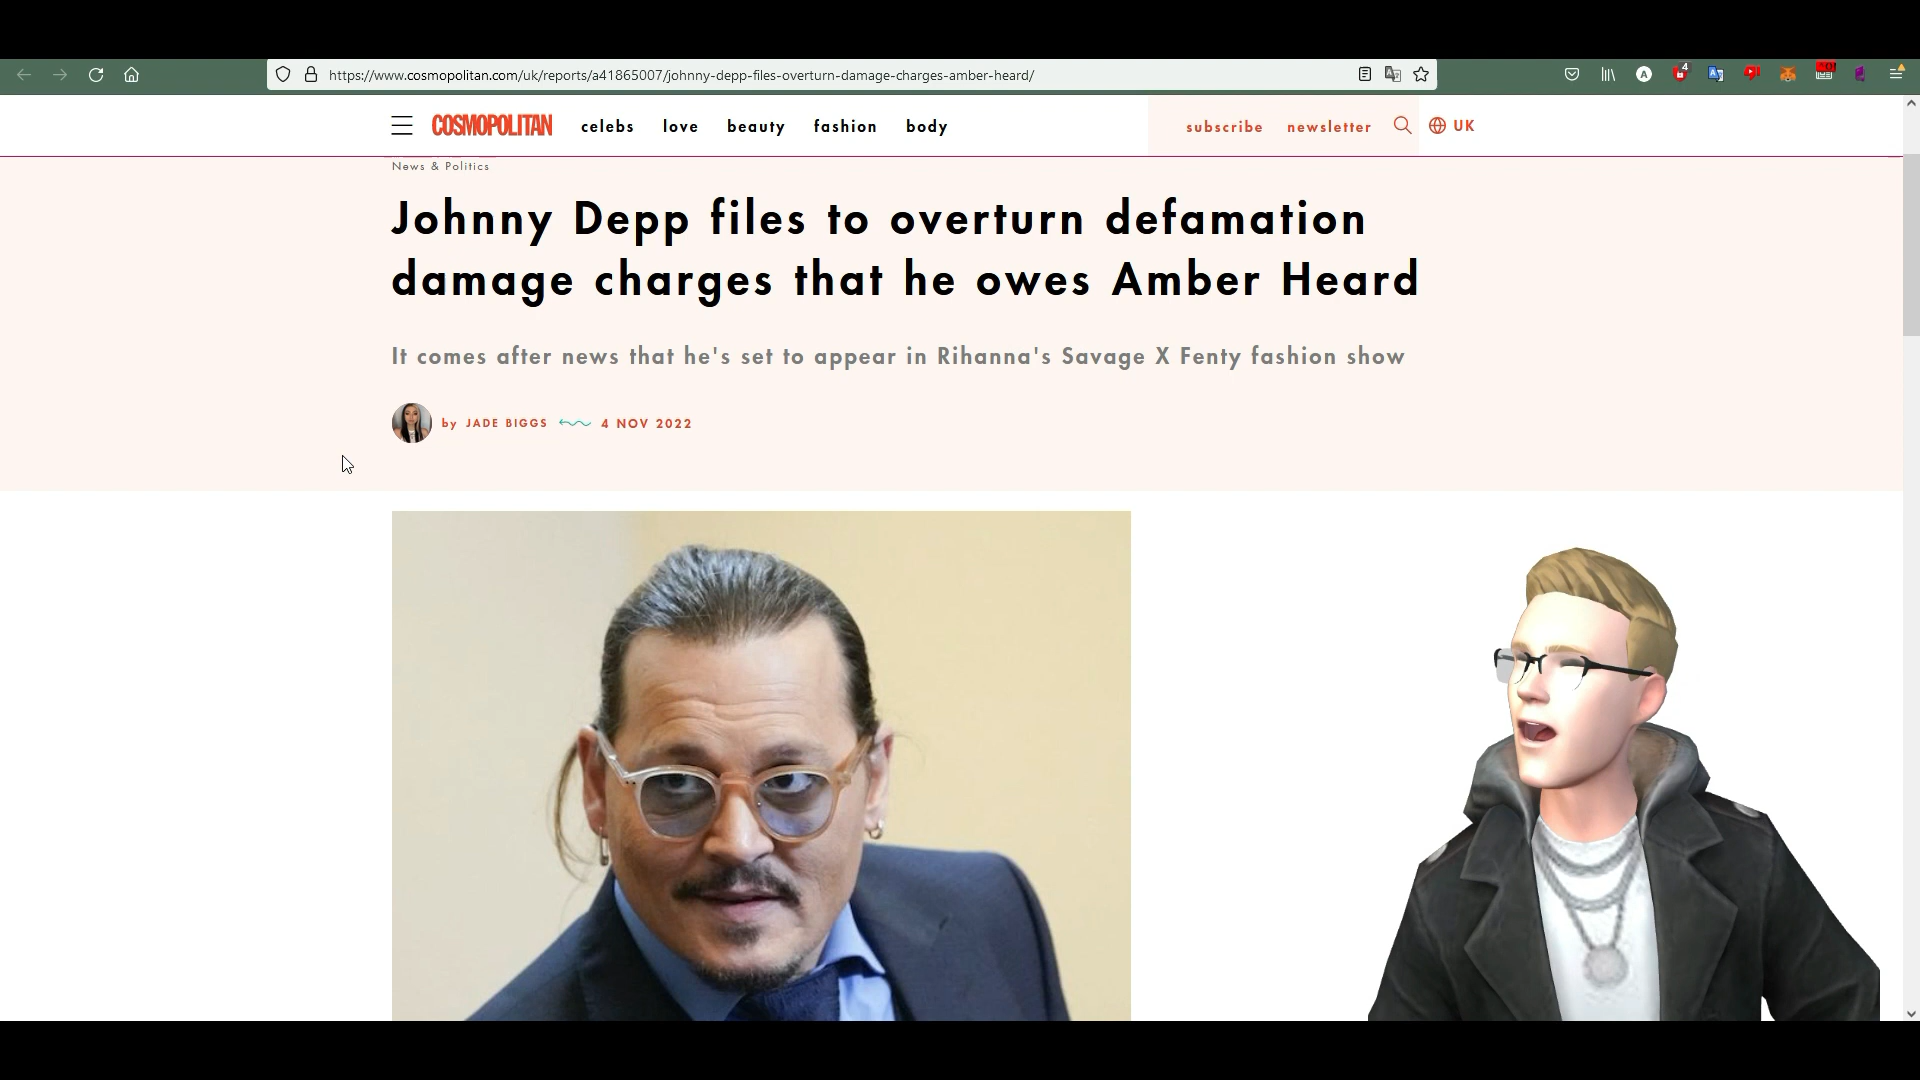 https://www.cosmopolitan.com/uk/reports/a41865007/johnny-depp-files-overturn-damage-charges-amber-heard/
A
4
COSMOPOLITAN celebs love beauty fashion body subscribe newsletter UK
News & Politics
Johnny Depp files to overturn defamation
damage charges that he owes Amber Heard
It comes after news that he's set to appear in Rihanna's Savage X Fenty fashion show
by JADE BIGGS 4 NOV 2022